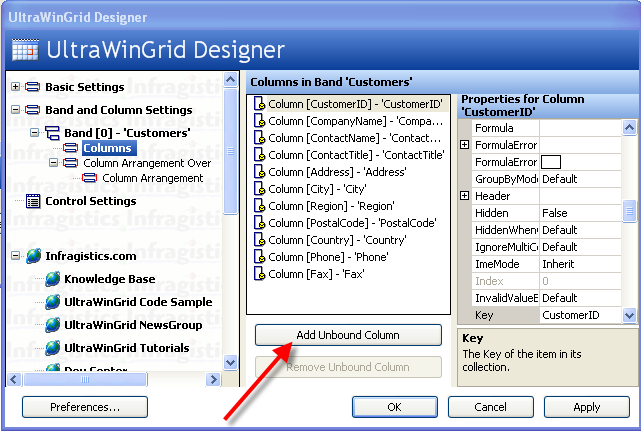 UltraWinGrid Designer
UltraWinGrid Designer
Basic Settings
Band and Column Settings
Band [0] - 'Customers'
Columns
Column Arrangement Over
Column Arrangement
Control Settings
Infragistics.com
Knowledge Base
UltraWinGrid Code Sample
UltraWinGrid NewsGroup
UltraWinGrid Tutorials
Dev Center
Columns in Band 'Customers'
Column [CustomerID] - 'CustomerID'
Column [CompanyName] - 'Compa...
Column [ContactName] - 'Contact...
Column [ContactTitle] - 'ContactTitle'
Column [Address] - 'Address'
Column [City] - 'City'
Column [Region] - 'Region'
Column [PostalCode] - 'PostalCode'
Column [Country] - 'Country'
Column [Phone] - 'Phone'
Column [Fax] - 'Fax'
Add Unbound Column
Remove Unbound Column
Properties for Column
'CustomerID'
Formula
FormulaError
FormulaError
GroupByMode Default
Header
Hidden False
HiddenWhen Default
IgnoreMultiC Default
ImeMode Inherit
Index 0
InvalidValueB Default
Key CustomerID
Key
The Key of the item in its
collection.
Preferences...
OK
Cancel
Apply